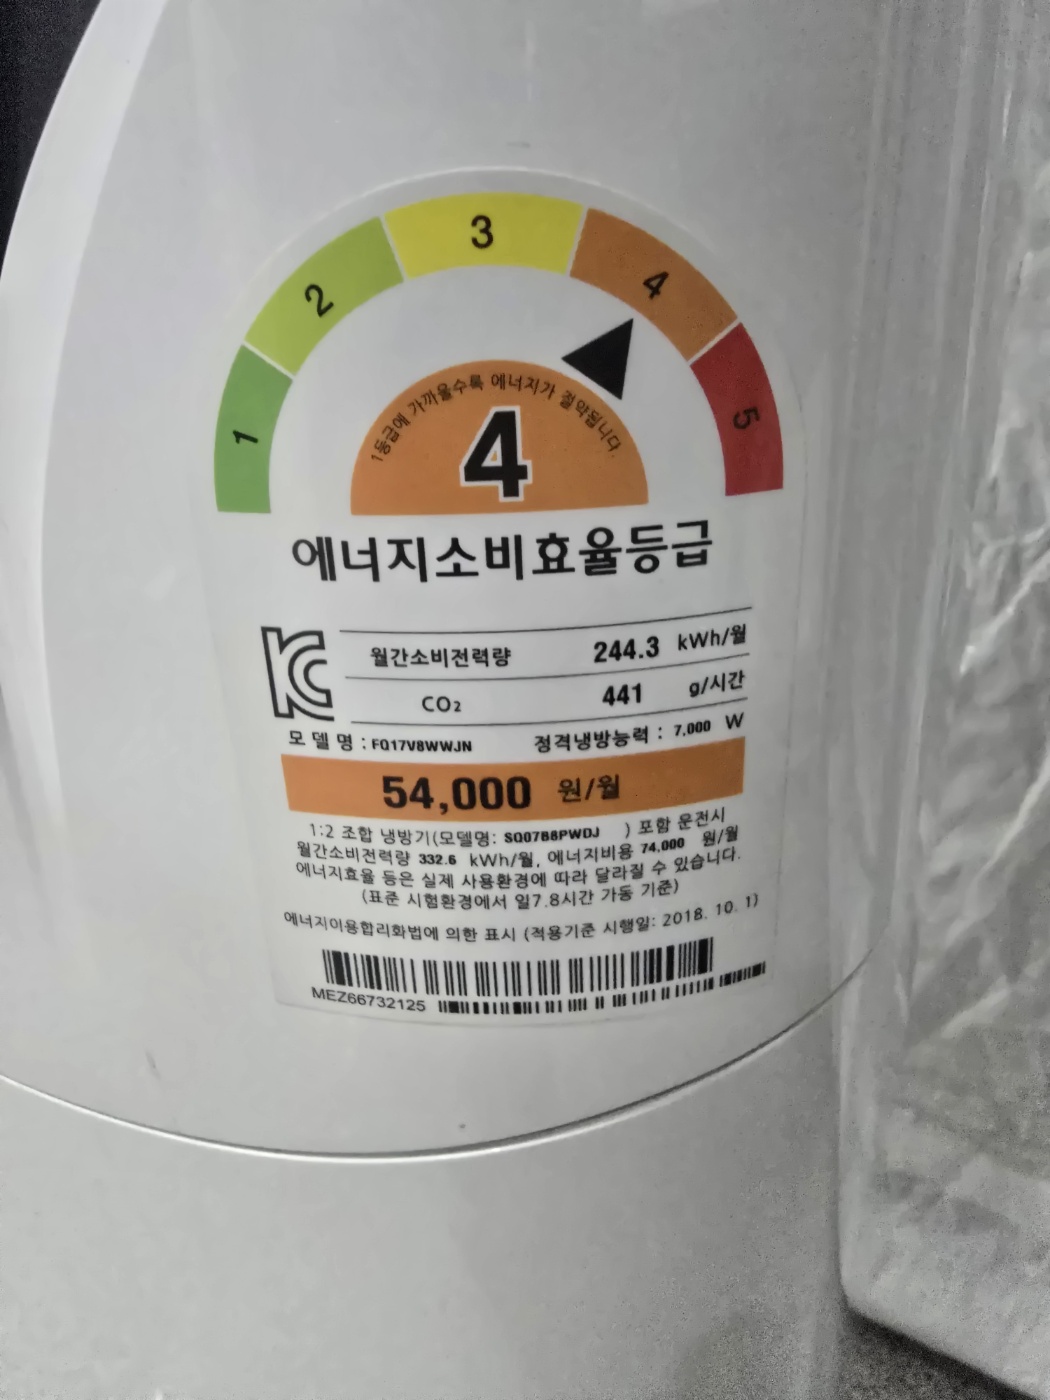 1 2 3 4 5
1등급에 가까울수록 에너지가 절약됩니다.
4
에너지소비효율등급
월간소비전력량 244.3 kWh/월
CO₂ 441 g/시간
모델명 : FQ17V8WWJN 정격냉방능력 : 7,000 W
54,000 원/월
1:2 조합 냉방기(모델명: SQ07B8PWDJ ) 포함 운전시
월간소비전력량 332.6 kWh/월, 에너지비용 74,000 원/월
에너지효율 등은 실제 사용환경에 따라 달라질 수 있습니다.
(표준 시험환경에서 일7.8시간 가동 기준)
에너지이용합리화법에 의한 표시 (적용기준 시행일: 2018. 10. 1)
MEZ66732125